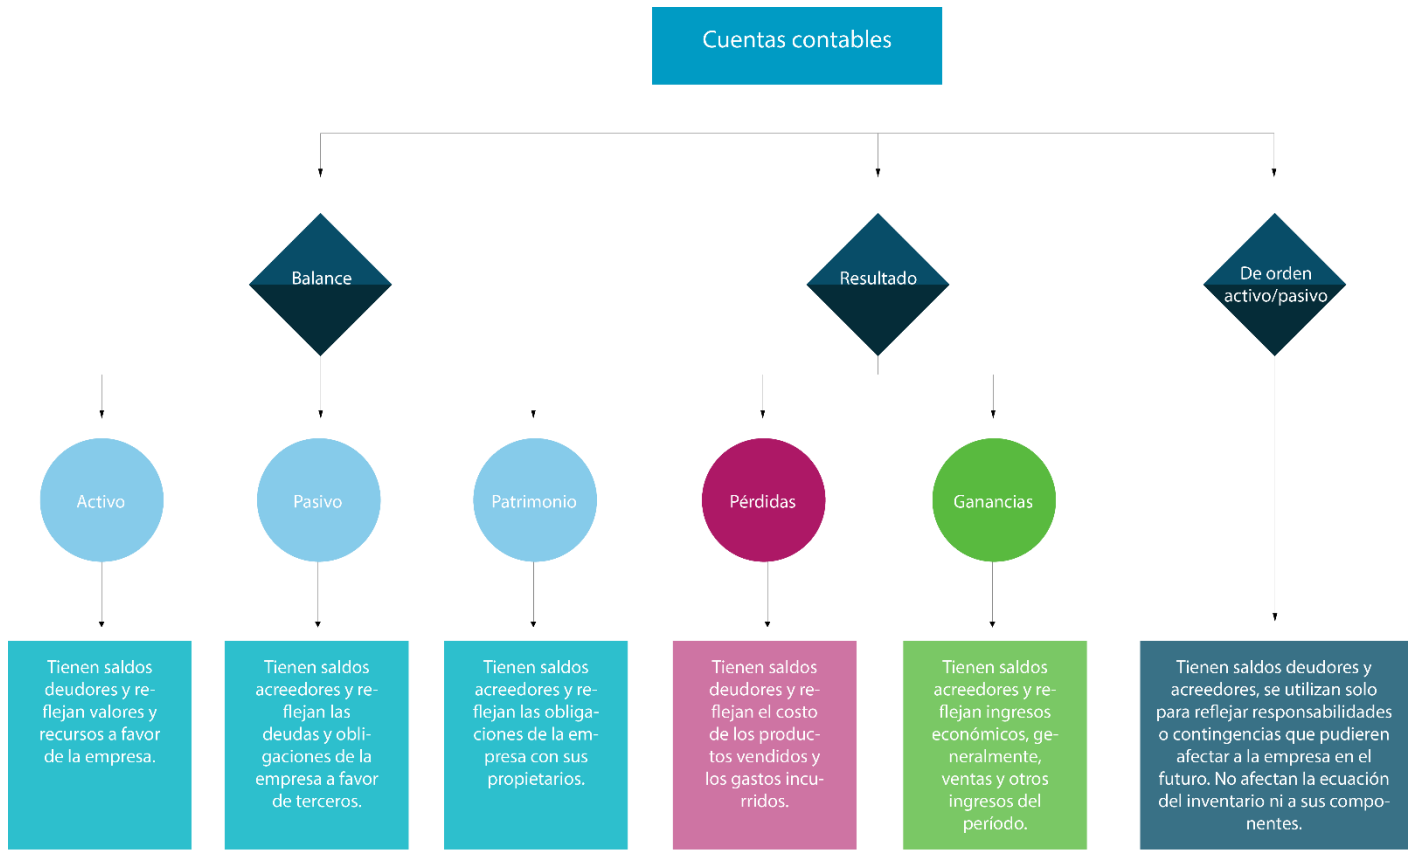 Cuentas contables
Balance
Resultado
De orden
activo/pasivo
Activo
Pasivo
Patrimonio
Pérdidas
Ganancias
Tienen saldos
deudores y re-
flejan valores y
recursos a favor
de la empresa.
Tienen saldos
acreedores y re-
flejan las
deudas y obli-
gaciones de la
empresa a favor
de terceros.
Tienen saldos
acreedores y re-
flejan las obliga-
ciones de la em-
presa con sus
propietarios.
Tienen saldos
deudores y re-
flejan el costo
de los produc-
tos vendidos y
los gastos incu-
rridos.
Tienen saldos
acreedores y re-
flejan ingresos
económicos, ge-
neralmente,
ventas y otros
ingresos del
período.
Tienen saldos deudores y
acreedores, se utilizan solo
para reflejar responsabilidades
o contingencias que pudieren
afectar a la empresa en el
futuro. No afectan la ecuación
del inventario ni a sus compo-
nentes.